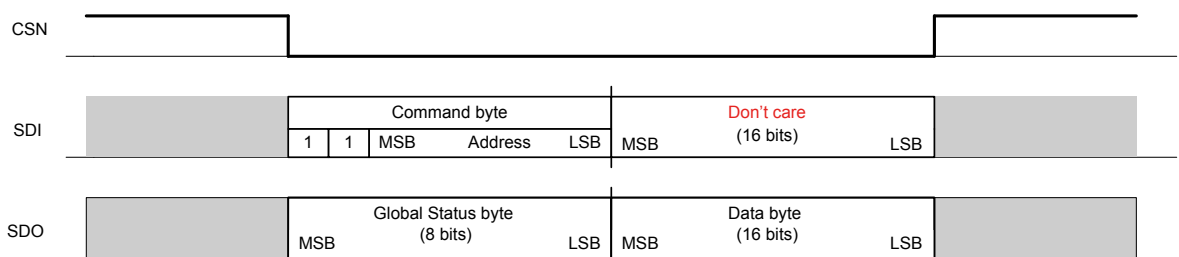 CSN
SDI
Command byte
1 1 MSB Address LSB
Don't care
(16 bits)
MSB LSB
SDO
Global Status byte
(8 bits)
MSB LSB
Data byte
(16 bits)
MSB LSB